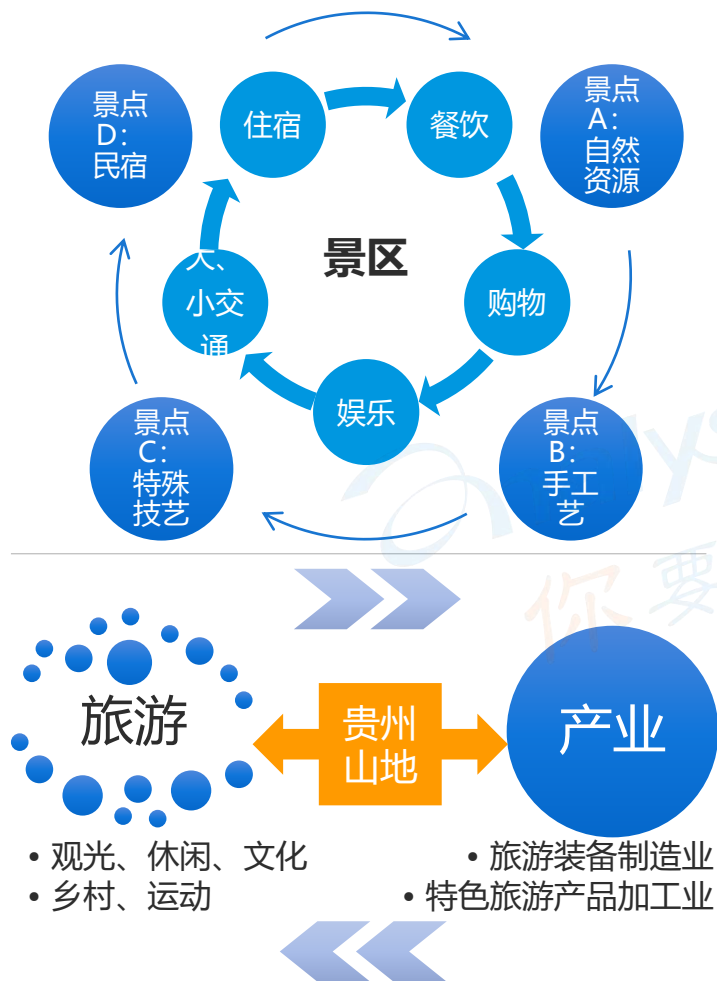 景点
D：
民宿
住宿
餐饮
景点
A：
自然
资源
景区
大、
小交
通
购物
娱乐
景点
C：
特殊
技艺
景点
B：
手工
艺
你要
旅游
贵州
山地
产业
• 观光、休闲、文化
• 乡村、运动
• 旅游装备制造业
• 特色旅游产品加工业